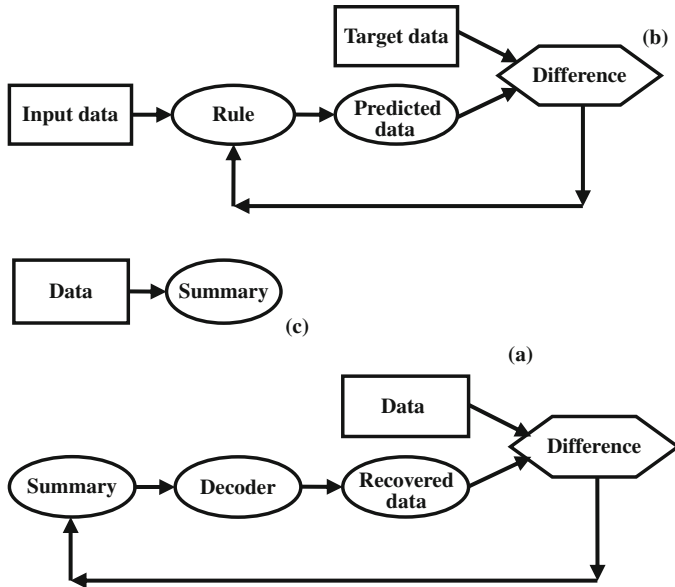 Target data
(b)
Difference
Input data
Rule
Predicted
data
Data
Summary
(c)
(a)
Data
Difference
Summary
Decoder
Recovered
data